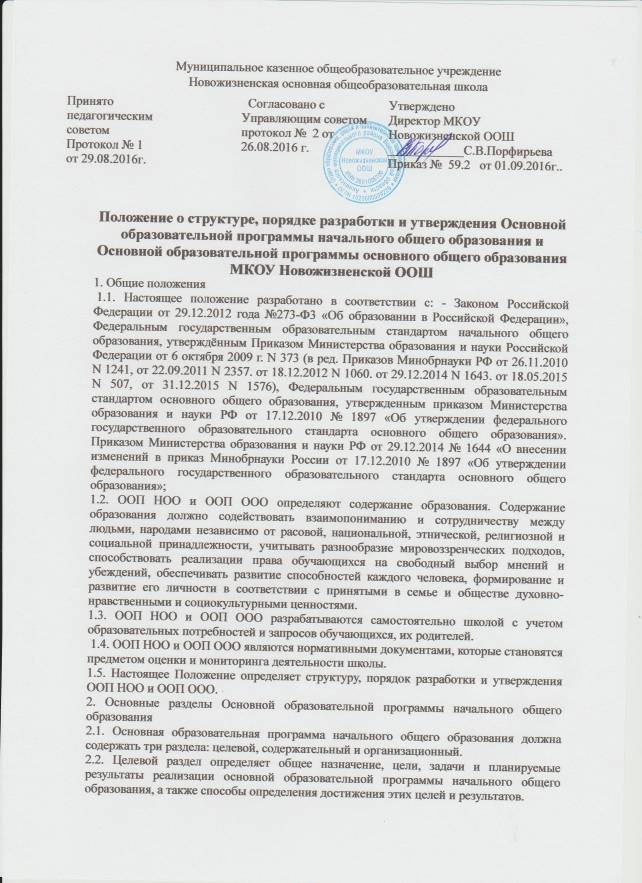 Муниципальное казенное общеобразовательное учреждение
Новожизненская основная общеобразовательная школа
Принято
педагогическим
советом
Протокол № 1
от 29.08.2016г.
Согласовано с
Управляющим советом
протокол № 2 от
26.08.2016 г.
Утверждено
Директор МКОУ
Новожизненской ООШ
____________С.В.Порфирьева
Приказ № 59.2 от 01.09.2016г..
МКОУ
Новожизненская
ООШ
Положение о структуре, порядке разработки и утверждения Основной
образовательной программы начального общего образования и
Основной образовательной программы основного общего образования
МКОУ Новожизненской ООШ
1. Общие положения
1.1. Настоящее положение разработано в соответствии с: - Законом Российской
Федерации от 29.12.2012 года №273-ФЗ «Об образовании в Российской Федерации»,
Федеральным государственным образовательным стандартом начального общего
образования, утверждённым Приказом Министерства образования и науки Российской
Федерации от 6 октября 2009 г. N 373 (в ред. Приказов Минобрнауки РФ от 26.11.2010
N 1241, от 22.09.2011 N 2357. от 18.12.2012 N 1060. от 29.12.2014 N 1643. от 18.05.2015
N 507, от 31.12.2015 N 1576), Федеральным государственным образовательным
стандартом основного общего образования, утвержденным приказом Министерства
образования и науки РФ от 17.12.2010 № 1897 «Об утверждении федерального
государственного образовательного стандарта основного общего образования».
Приказом Министерства образования и науки РФ от 29.12.2014 № 1644 «О внесении
изменений в приказ Минобрнауки России от 17.12.2010 № 1897 «Об утверждении
федерального государственного образовательного стандарта основного общего
образования»;
1.2. ООП НОО и ООП ООО определяют содержание образования. Содержание
образования должно содействовать взаимопониманию и сотрудничеству между
людьми, народами независимо от расовой, национальной, этнической, религиозной и
социальной принадлежности, учитывать разнообразие мировоззренческих подходов,
способствовать реализации права обучающихся на свободный выбор мнений и
убеждений, обеспечивать развитие способностей каждого человека, формирование и
развитие его личности в соответствии с принятыми в семье и обществе духовно-
нравственными и социокультурными ценностями.
1.3. ООП НОО и ООП ООО разрабатываются самостоятельно школой с учетом
образовательных потребностей и запросов обучающихся, их родителей.
1.4. ООП НОО и ООП ООО являются нормативными документами, которые становятся
предметом оценки и мониторинга деятельности школы.
1.5. Настоящее Положение определяет структуру, порядок разработки и утверждения
ООП НОО и ООП ООО.
2. Основные разделы Основной образовательной программы начального общего
образования
2.1. Основная образовательная программа начального общего образования должна
содержать три раздела: целевой, содержательный и организационный.
2.2. Целевой раздел определяет общее назначение, цели, задачи и планируемые
результаты реализации основной образовательной программы начального общего
образования, а также способы определения достижения этих целей и результатов.